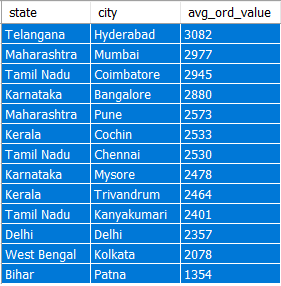 state city avg_ord_value
Telangana Hyderabad 3082
Maharashtra Mumbai 2977
Tamil Nadu Coimbatore 2945
Karnataka Bangalore 2880
Maharashtra Pune 2573
Kerala Cochin 2533
Tamil Nadu Chennai 2530
Karnataka Mysore 2478
Kerala Trivandrum 2464
Tamil Nadu Kanyakumari 2401
Delhi Delhi 2357
West Bengal Kolkata 2078
Bihar Patna 1354